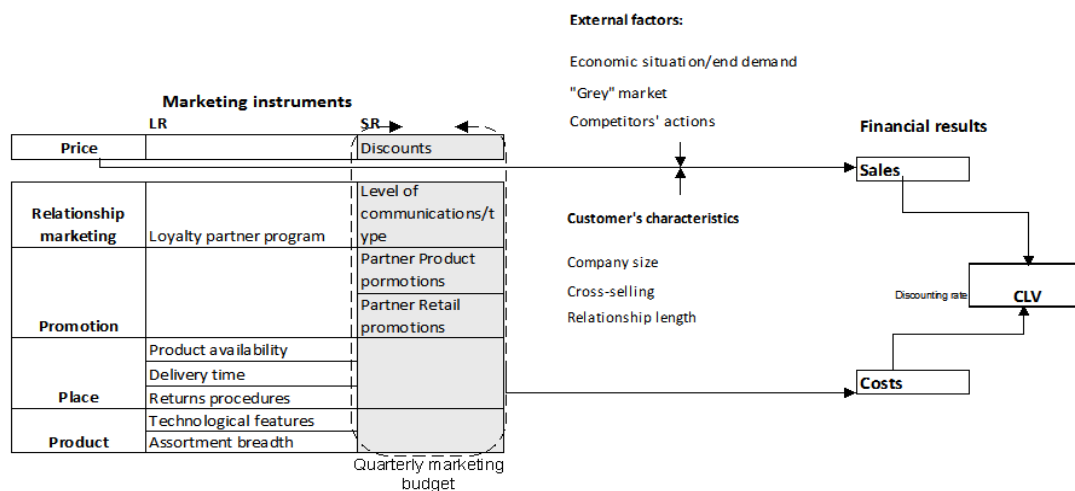 External factors:
Economic situation/end demand
"Grey" market
Competitors' actions
Marketing instruments
LR
SR
Price
Discounts
Relationship
marketing
Loyalty partner program
Level of
communications/t
ype
Promotion
Partner Product
pormotions
Partner Retail
promotions
Place
Product availability
Delivery time
Returns procedures
Product
Technological features
Assortment breadth
Quarterly marketing
budget
Customer's characteristics
Company size
Cross-selling
Relationship length
Financial results
Sales
Discounting rate
CLV
Costs